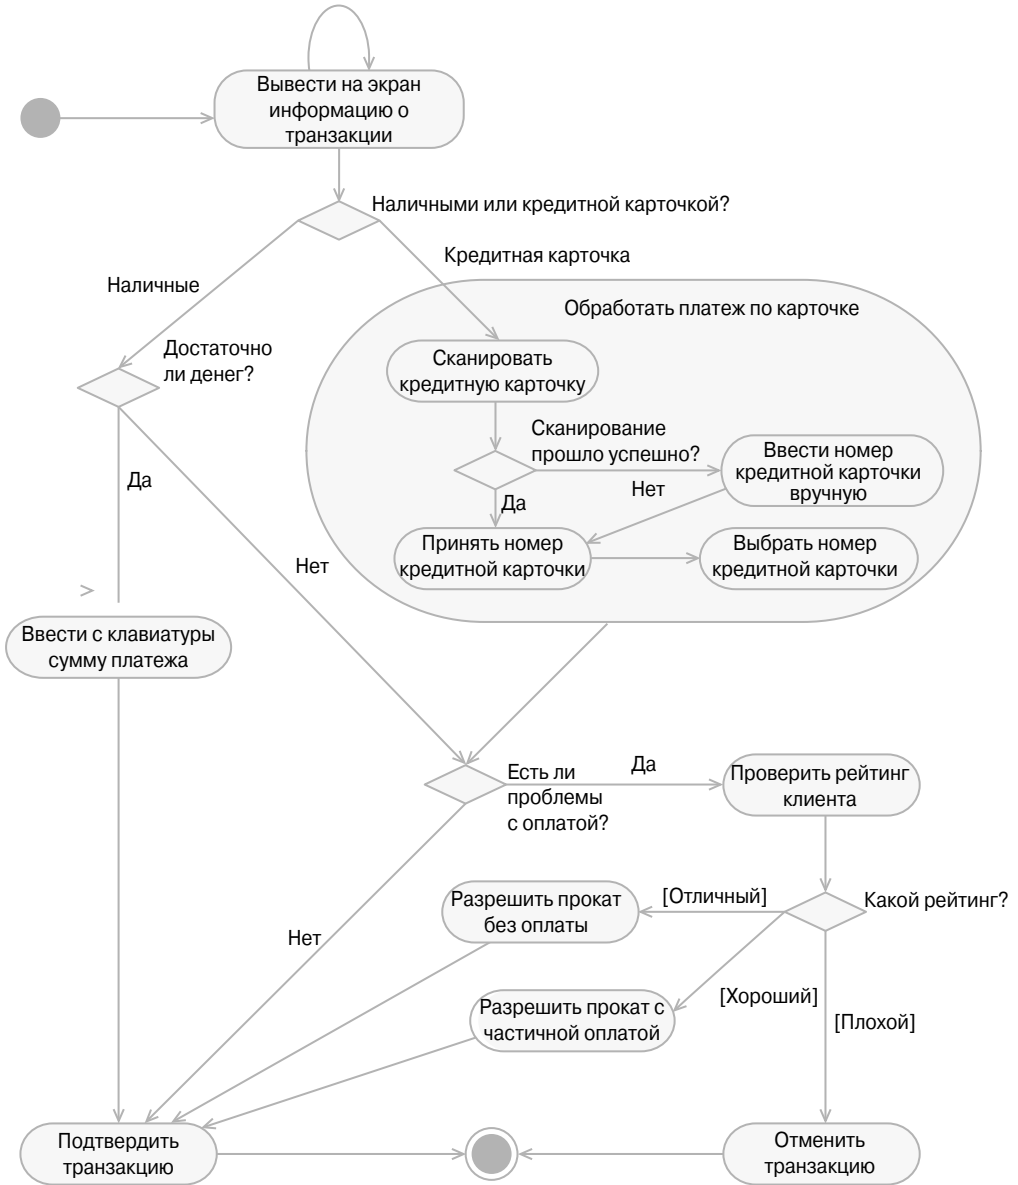 Вывести на экран
информацию о
транзакции
Наличными или кредитной карточкой?
Кредитная карточка
Наличные
Обработать платеж по карточке
Достаточно
ли денег?
Сканировать
кредитную карточку
Сканирование
прошло успешно?
Ввести номер
кредитной карточки
вручную
Да
Нет
Да
Принять номер
кредитной карточки
Выбрать номер
кредитной карточки
Нет
Ввести с клавиатуры
сумму платежа
Есть ли
проблемы
с оплатой?
Да
Проверить рейтинг
клиента
[Отличный]
Какой рейтинг?
Разрешить прокат
без оплаты
Нет
[Хороший]
Разрешить прокат с
частичной оплатой
[Плохой]
Подтвердить
транзакцию
Отменить
транзакцию